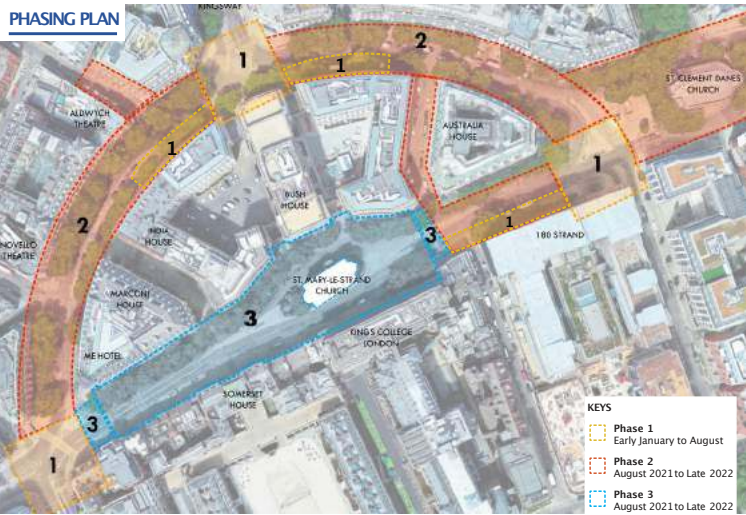 PHASING PLAN
KINGSWAY
1
2
1
ST CLEMENT DANES
CHURCH
ALDWYCH
THEATRE
AUSTRALIA
HOUSE
1
1
2
BUSH
HOUSE
1
INDIA
HOUSE
3
180 STRAND
NOVELLO
THEATRE
ST. MARY-LE-STRAND
CHURCH
MARCONI
HOUSE
3
KING'S COLLEGE
LONDON
ME HOTEL
SOMERSET
HOUSE
3
1
KEYS
Phase 1
Early January to August
Phase 2
August 2021 to Late 2022
Phase 3
August 2021 to Late 2022